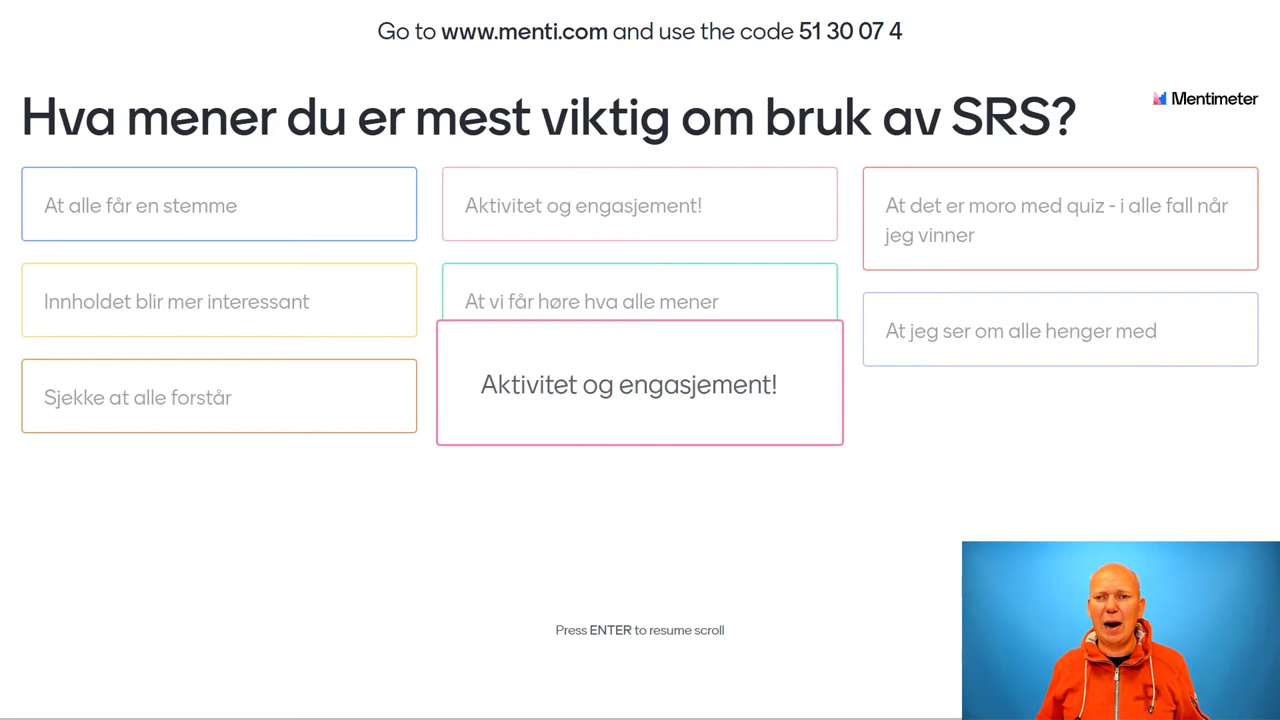 Go to www.menti.com and use the code 51 30 07 4
Hva mener du er mest viktig om bruk av SRS?
Mentimeter
At alle får en stemme
Aktivitet og engasjement!
At det er moro med quiz - i alle fall når
jeg vinner
Innholdet blir mer interessant
At vi får høre hva alle mener
At jeg ser om alle henger med
Sjekke at alle forstår
Aktivitet og engasjement!
Press ENTER to resume scroll